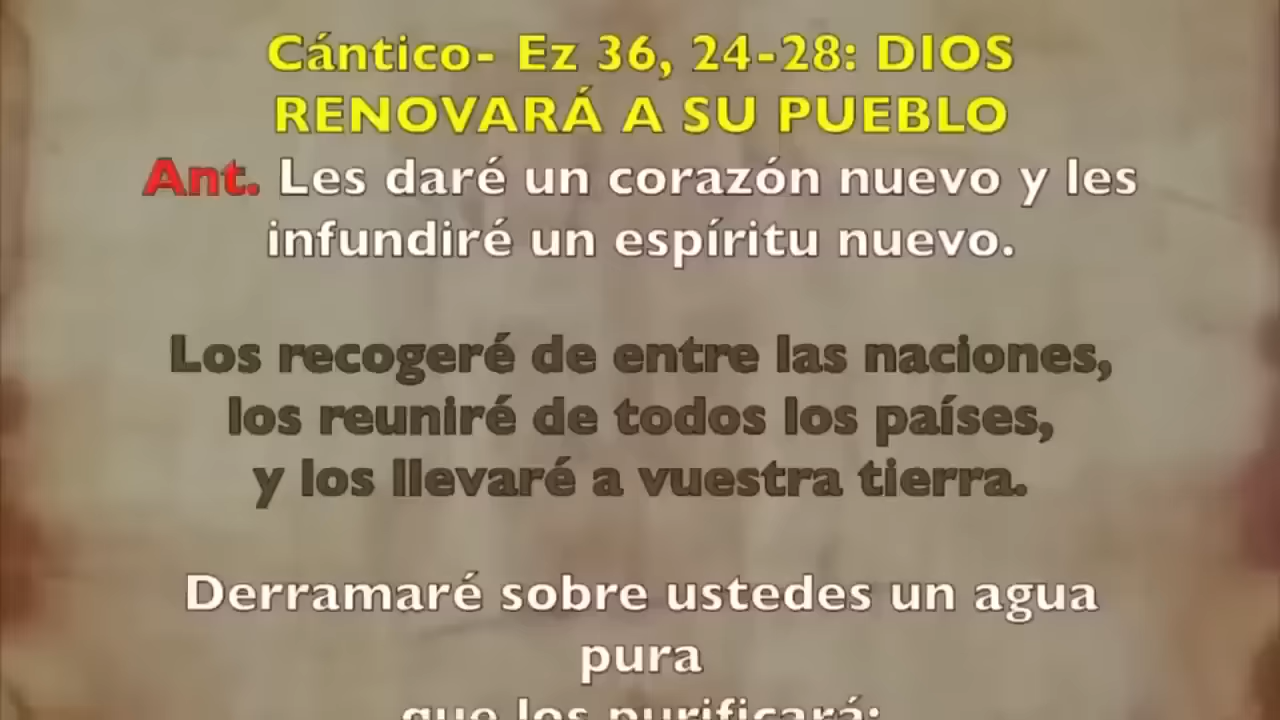 Cántico- Ez 36, 24-28: DIOS
RENOVARÁ A SU PUEBLO
Ant. Les daré un corazón nuevo y les
infundiré un espíritu nuevo.
Los recogeré de entre las naciones,
los reuniré de todos los países,
y los llevaré a vuestra tierra.
Derramaré sobre ustedes un agua
pura
que los purificará: